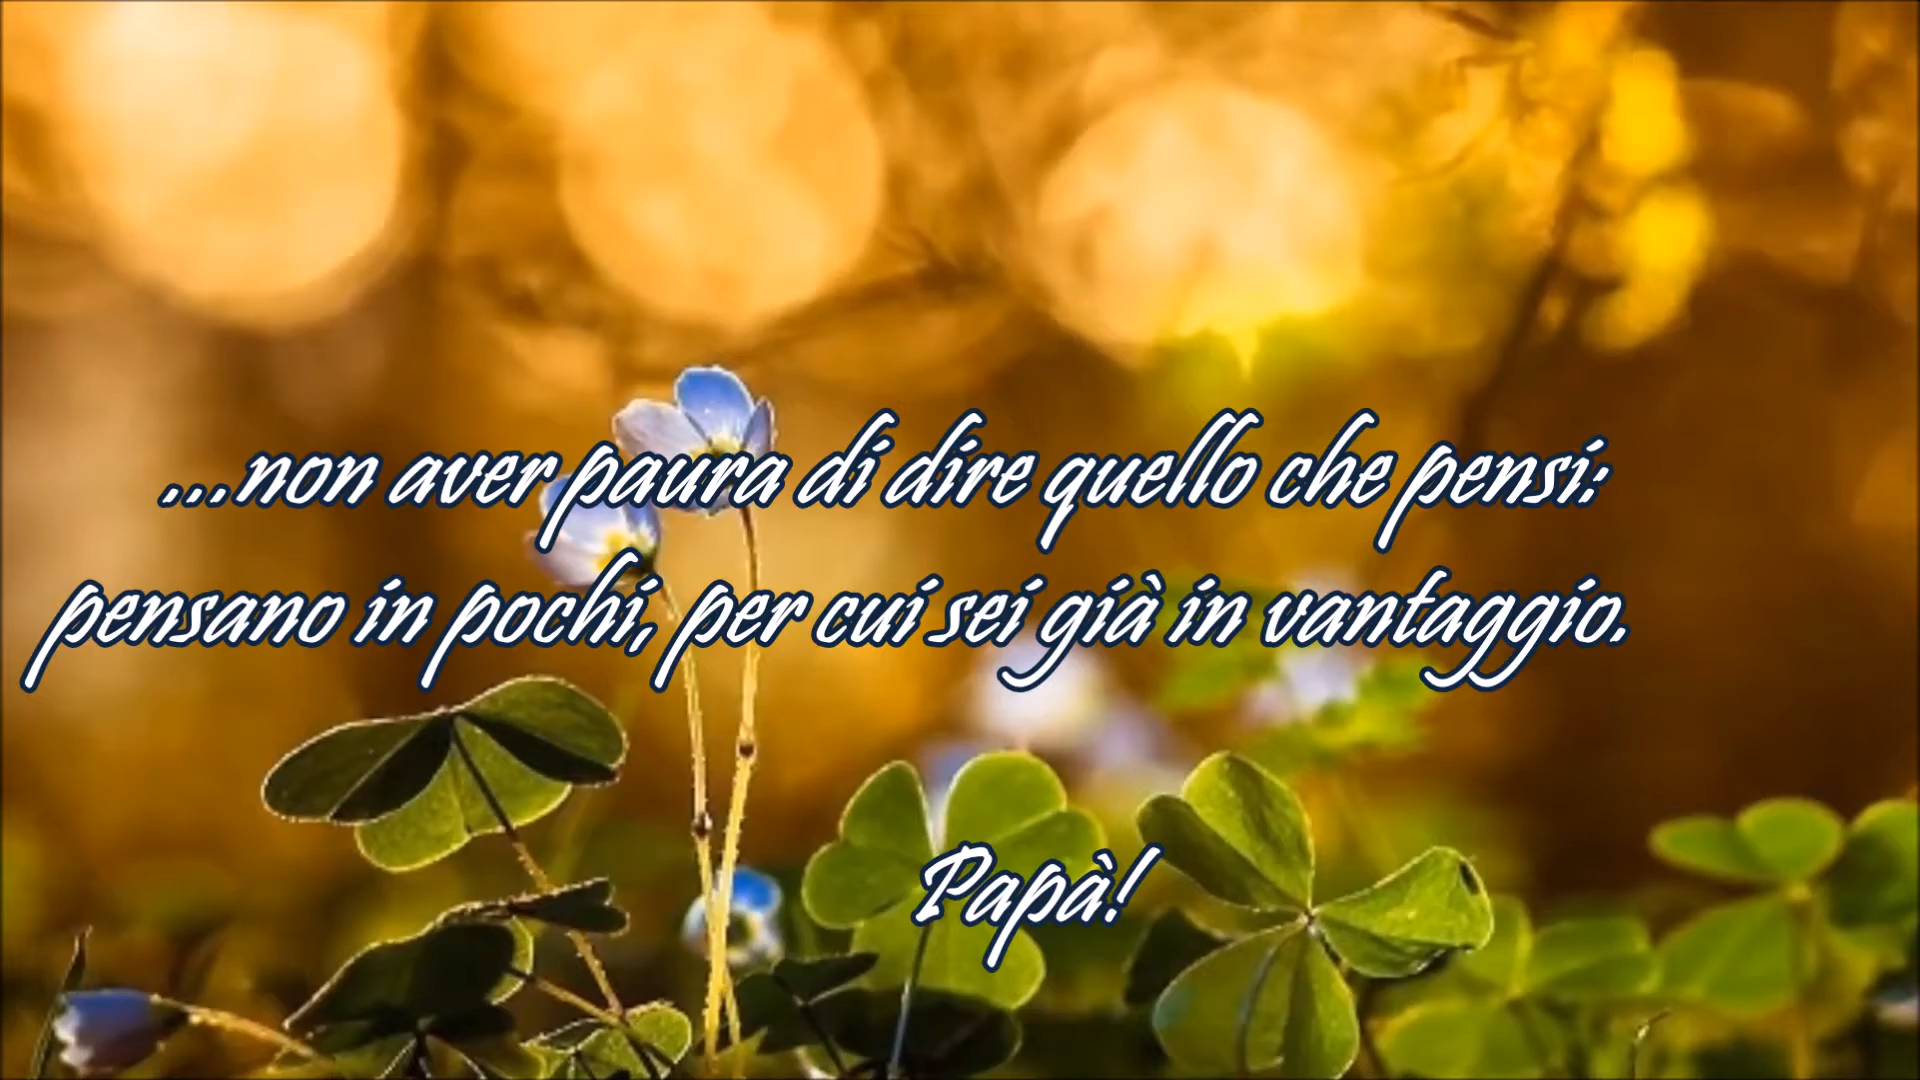 ...non aver paura di dire quello che pensi:
pensano in pochi, per cui sei già in vantaggio.
Papà!